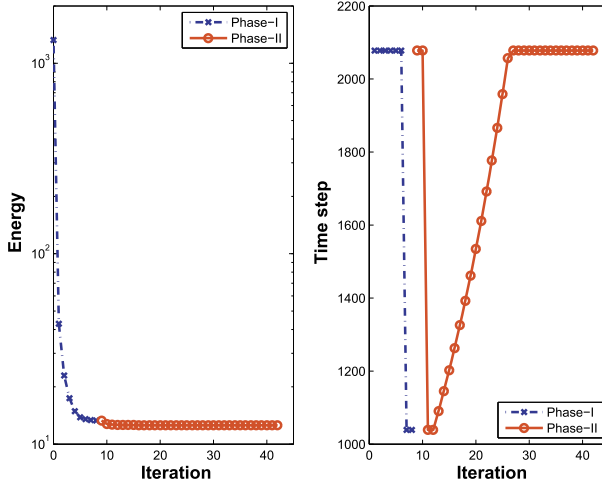 10³
10²
10¹
Energy
0 10 20 30 40
Iteration
Phase-I
Phase-II
2200
2000
1800
1600
1400
1200
1000
Time step
0 10 20 30 40
Iteration
Phase-I
Phase-II